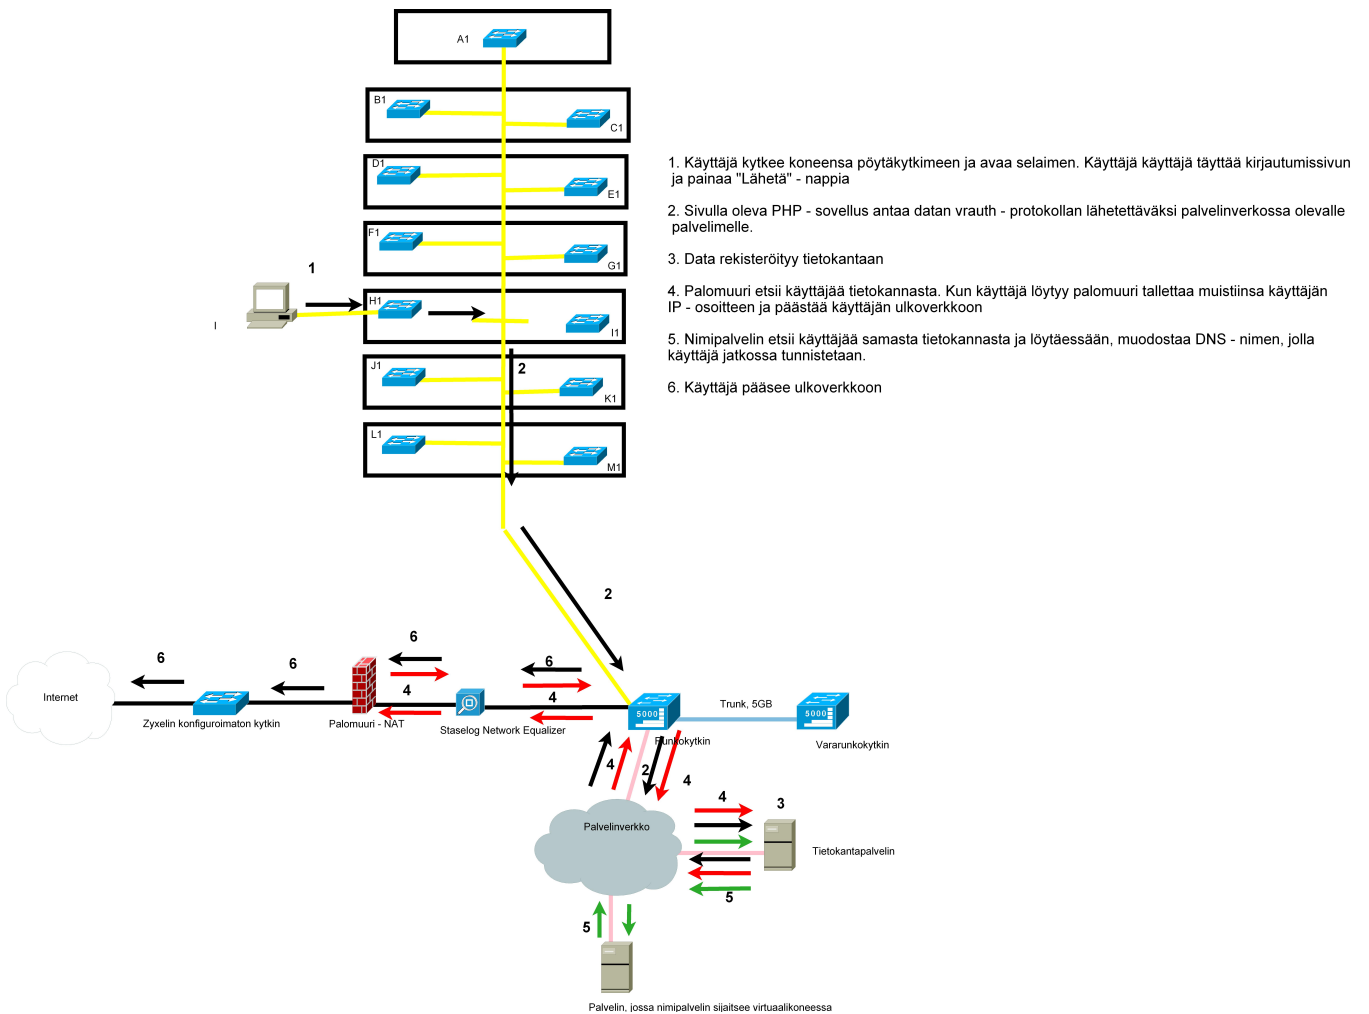 A1
B1
C1
D1
E1
F1
G1
1
H1
I1
I
J1
2
K1
L1
M1
1. Käyttäjä kytkee koneensa pöytäkytkimeen ja avaa selaimen. Käyttäjä käyttäjä täyttää kirjautumissivun
ja painaa "Lähetä" - nappia
2. Sivulla oleva PHP - sovellus antaa datan vrauth - protokollan lähetettäväksi palvelinverkossa olevalle
palvelimelle.
3. Data rekisteröityy tietokantaan
4. Palomuuri etsii käyttäjää tietokannasta. Kun käyttäjä löytyy palomuuri tallettaa muistiinsa käyttäjän
IP - osoitteen ja päästää käyttäjän ulkoverkkoon
5. Nimipalvelin etsii käyttäjää samasta tietokannasta ja löytäessään, muodostaa DNS - nimen, jolla
käyttäjä jatkossa tunnistetaan.
6. Käyttäjä pääsee ulkoverkkoon
2
6
6
6
6
4
4
Internet
Zyxelin konfiguroimaton kytkin
Palomuuri - NAT
Staselog Network Equalizer
5000
Runkokytkin
Trunk, 5GB
5000
Vararunkokytkin
4
2
4
4
3
Palvelinverkko
Tietokantapalvelin
5
5
Palvelin, jossa nimipalvelin sijaitsee virtuaalikoneessa